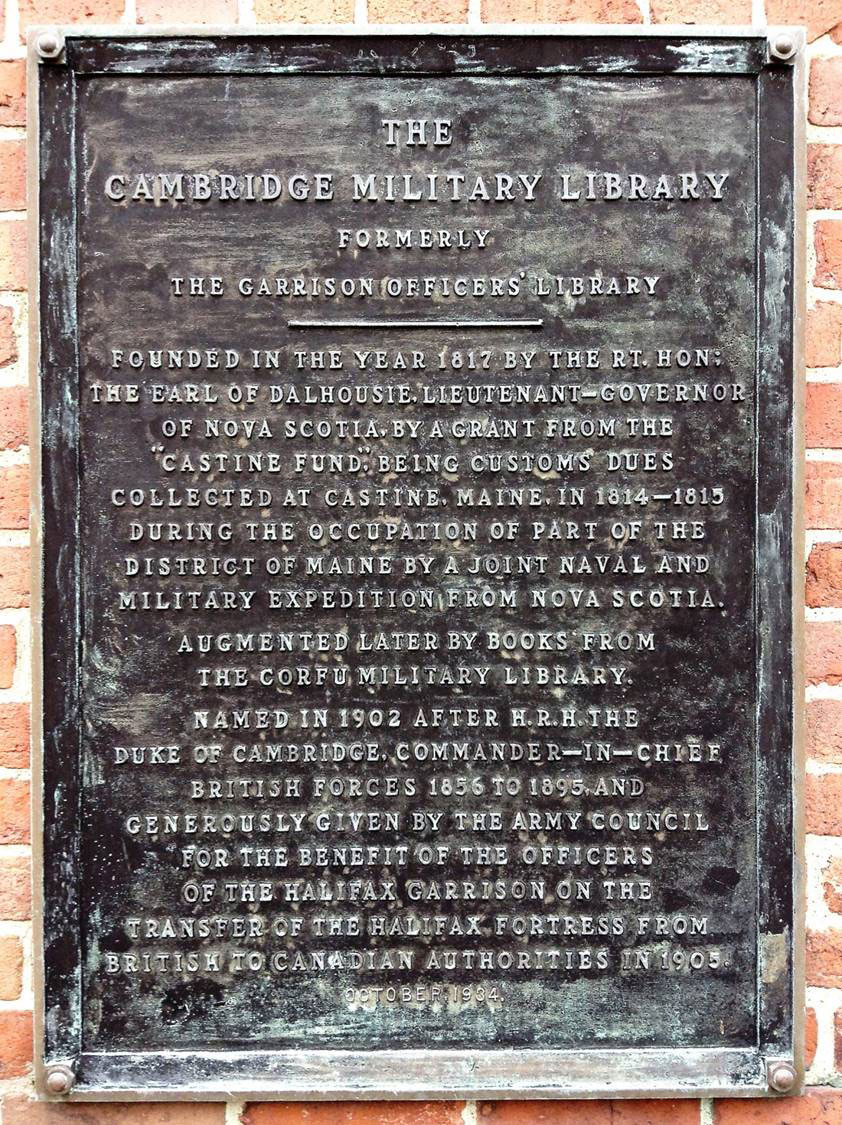 THE
CAMBRIDGE MILITARY LIBRARY
FORMERLY
THE GARRISON OFFICERS' LIBRARY
FOUNDED IN THE YEAR 1817 BY THE RT. HON:
THE EARL OF DALHOUSIE, LIEUTENANT-GOVERNOR
OF NOVA SCOTIA, BY A GRANT FROM THE
"CASTINE FUND", BEING CUSTOMS DUES
COLLECTED AT CASTINE, MAINE, IN 1814-1815
DURING THE OCCUPATION OF PART OF THE
DISTRICT OF MAINE BY A JOINT NAVAL AND
MILITARY EXPEDITION FROM NOVA SCOTIA.
AUGMENTED LATER BY BOOKS FROM
THE CORFU MILITARY LIBRARY.
NAMED IN 1902 AFTER H.R.H. THE
DUKE OF CAMBRIDGE, COMMANDER-IN-CHIEF
BRITISH FORCES 1856 TO 1895, AND
GENEROUSLY GIVEN BY THE ARMY COUNCIL
FOR THE BENEFIT OF THE OFFICERS
OF THE HALIFAX GARRISON ON THE
TRANSFER OF THE HALIFAX FORTRESS FROM
BRITISH TO CANADIAN AUTHORITIES IN 1905.
OCTOBER, 1934.